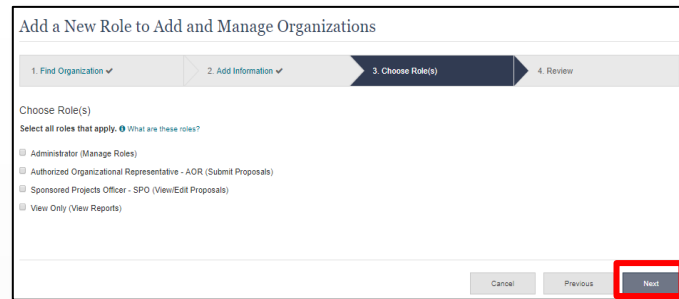 Add a New Role to Add and Manage Organizations
1. Find Organization ✔ 2. Add Information ✔ 3. Choose Role(s) 4. Review
Choose Role(s)
Select all roles that apply. What are these roles?
Administrator (Manage Roles)
Authorized Organizational Representative - AOR (Submit Proposals)
Sponsored Projects Officer - SPO (View/Edit Proposals)
View Only (View Reports)
Cancel Previous Next